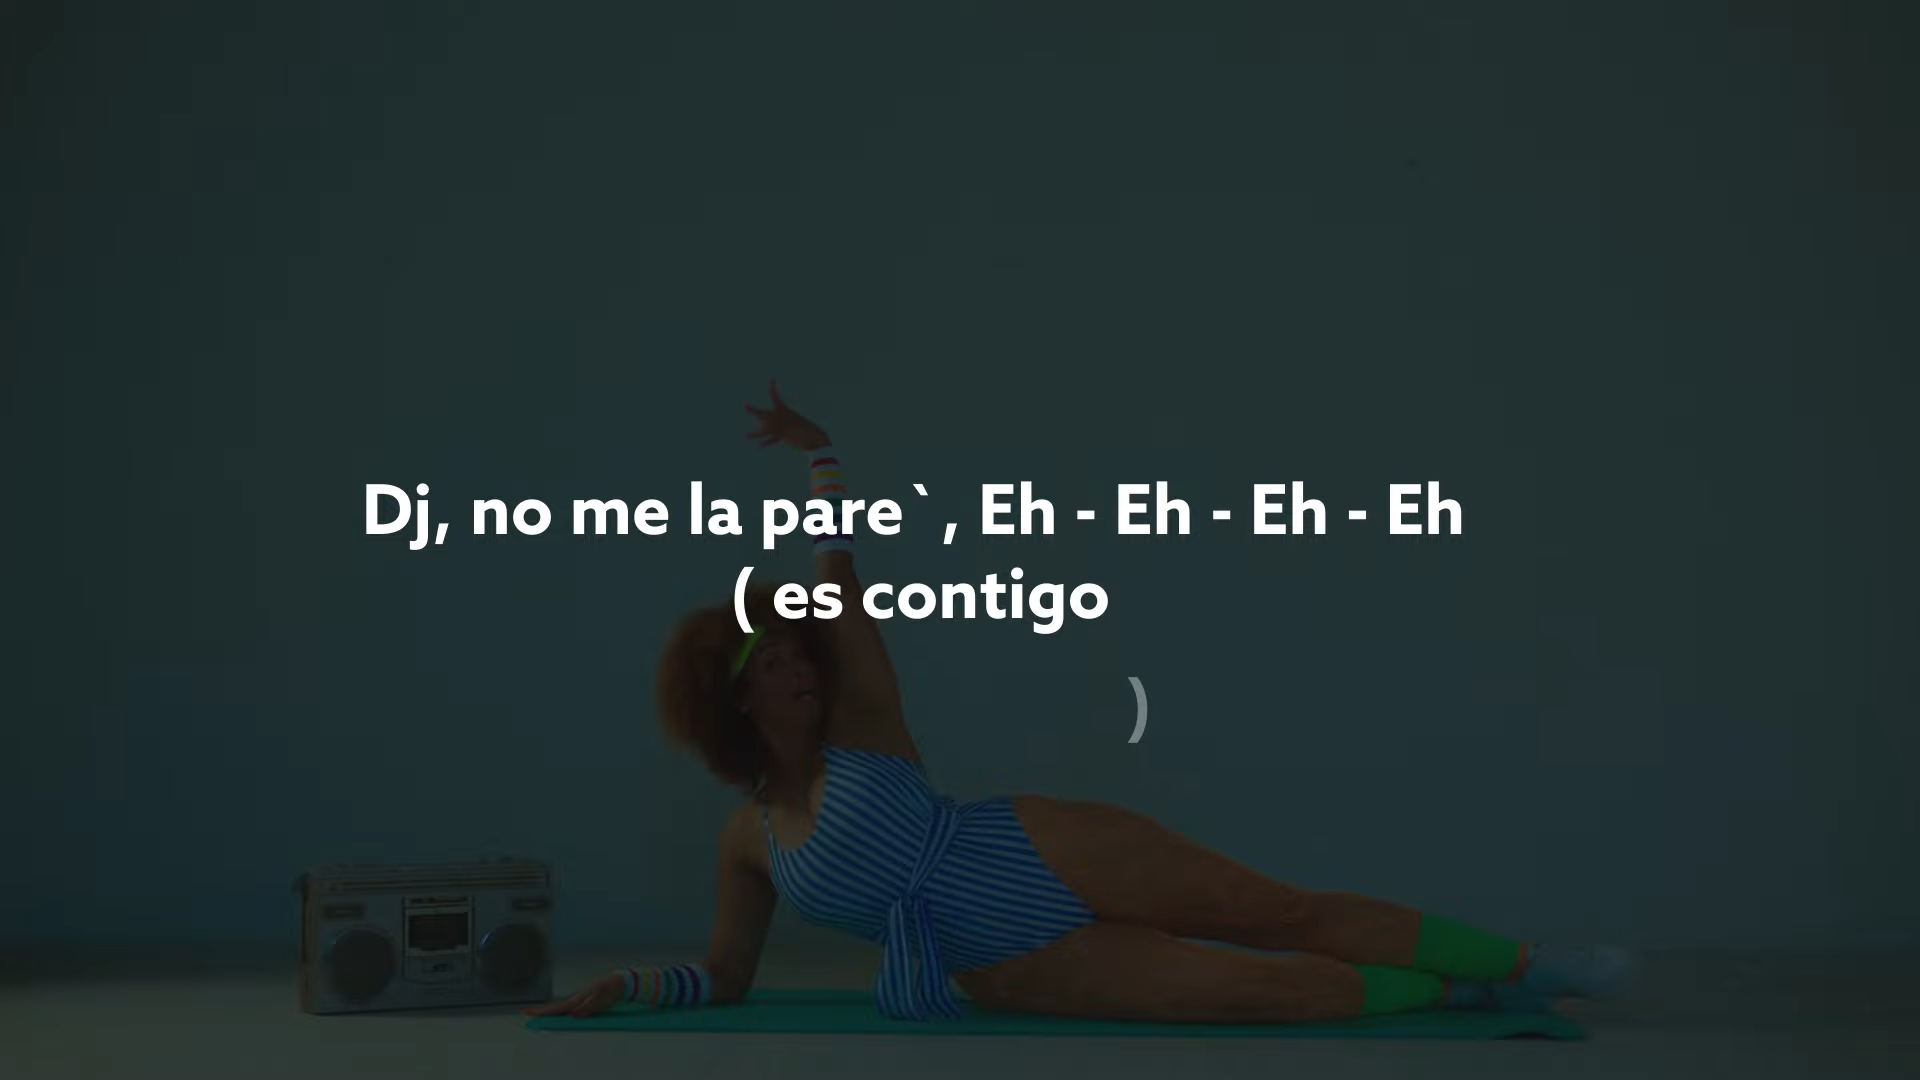 Dj, no me la pare`, Eh - Eh - Eh - Eh
( es contigo
)